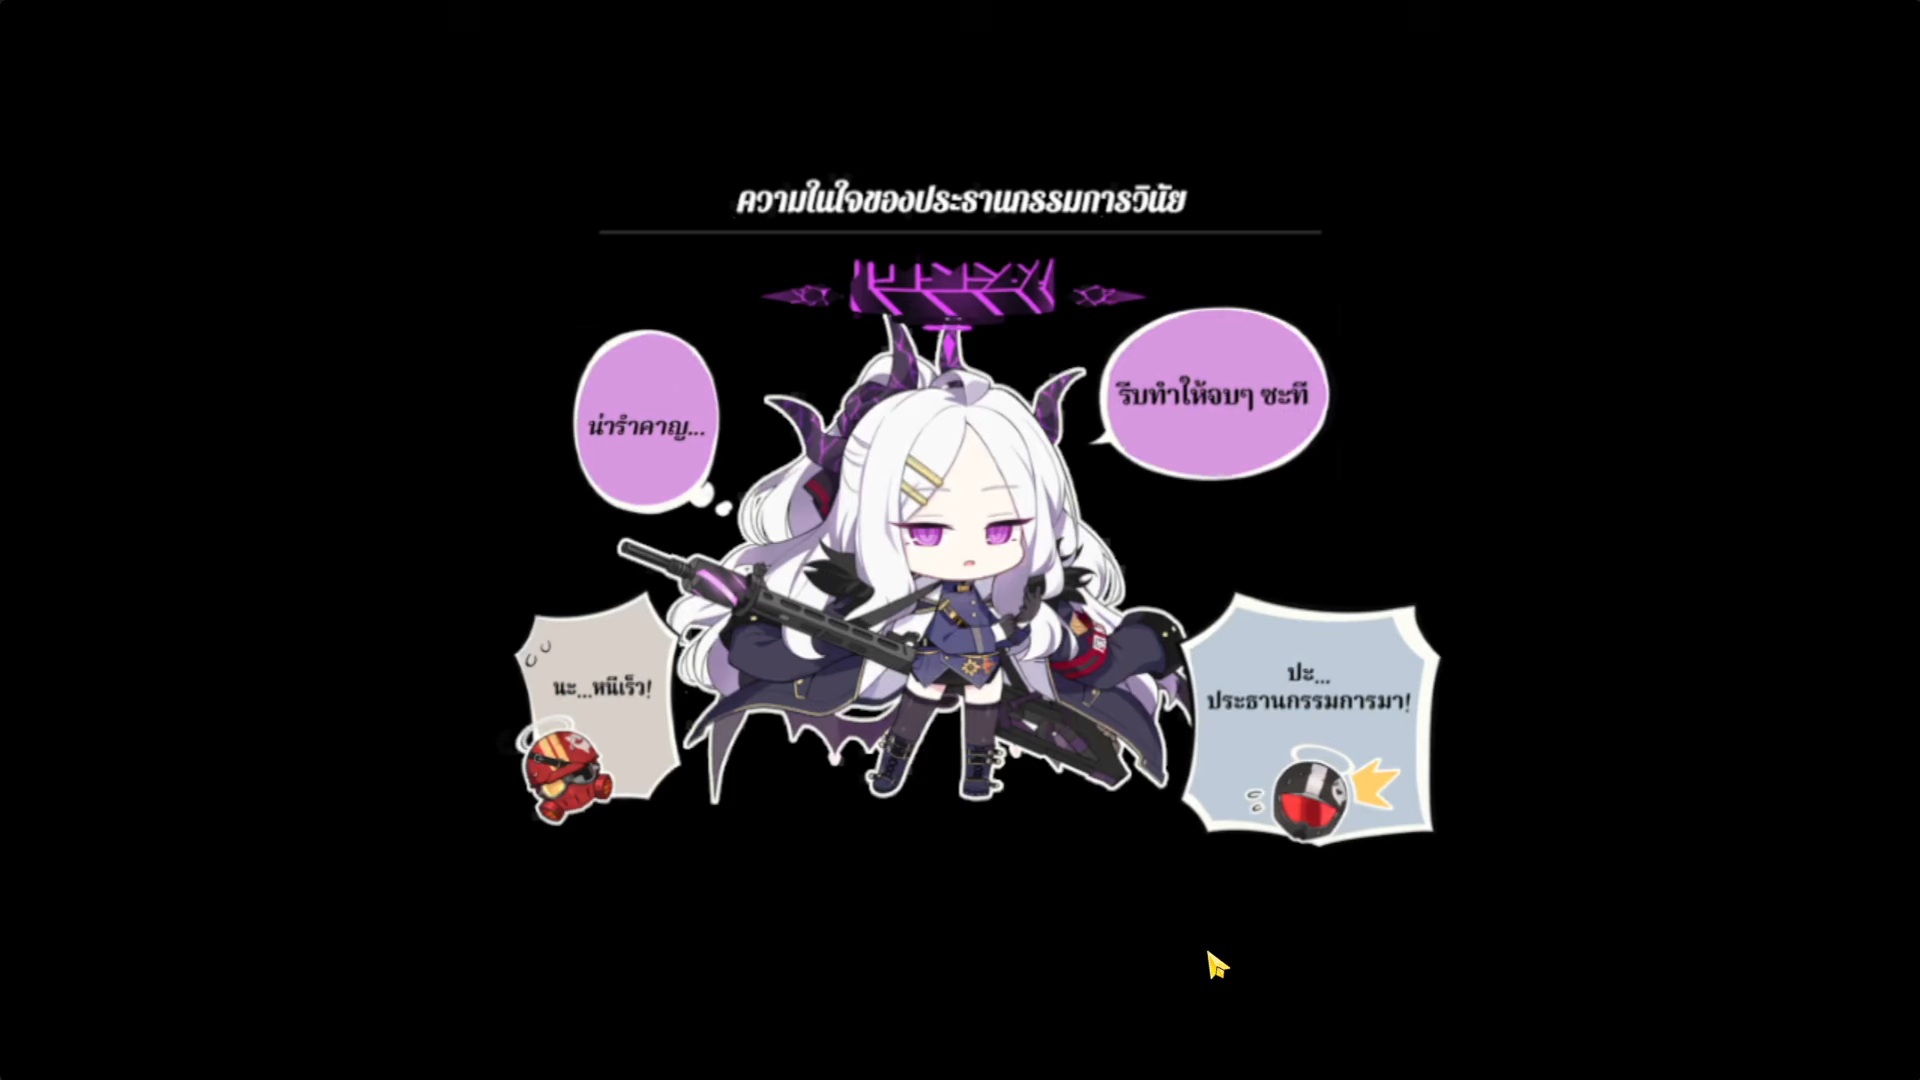 ความในใจของประธานกรรมการวินัย
น่ารำคาญ...
รีบทำให้จบๆ ซะที
นะ...หนีเร็ว!
ปะ...
ประธานกรรมการมา!